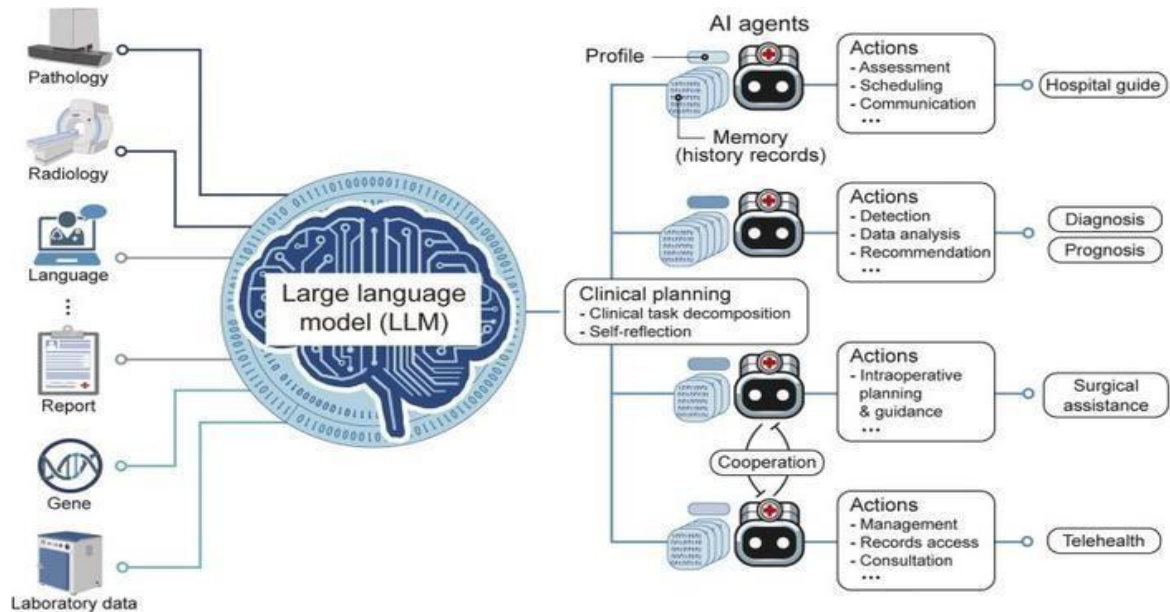 Pathology
Radiology
Language
⋮
Report
Gene
Laboratory data
Large language
model (LLM)
Clinical planning
- Clinical task decomposition
- Self-reflection
AI agents
Profile
Memory
(history records)
Actions
- Assessment
- Scheduling
- Communication
...
Hospital guide
Actions
- Detection
- Data analysis
- Recommendation
...
Diagnosis
Prognosis
Actions
- Intraoperative
planning
& guidance
...
Surgical
assistance
Cooperation
Actions
- Management
- Records access
- Consultation
...
Telehealth